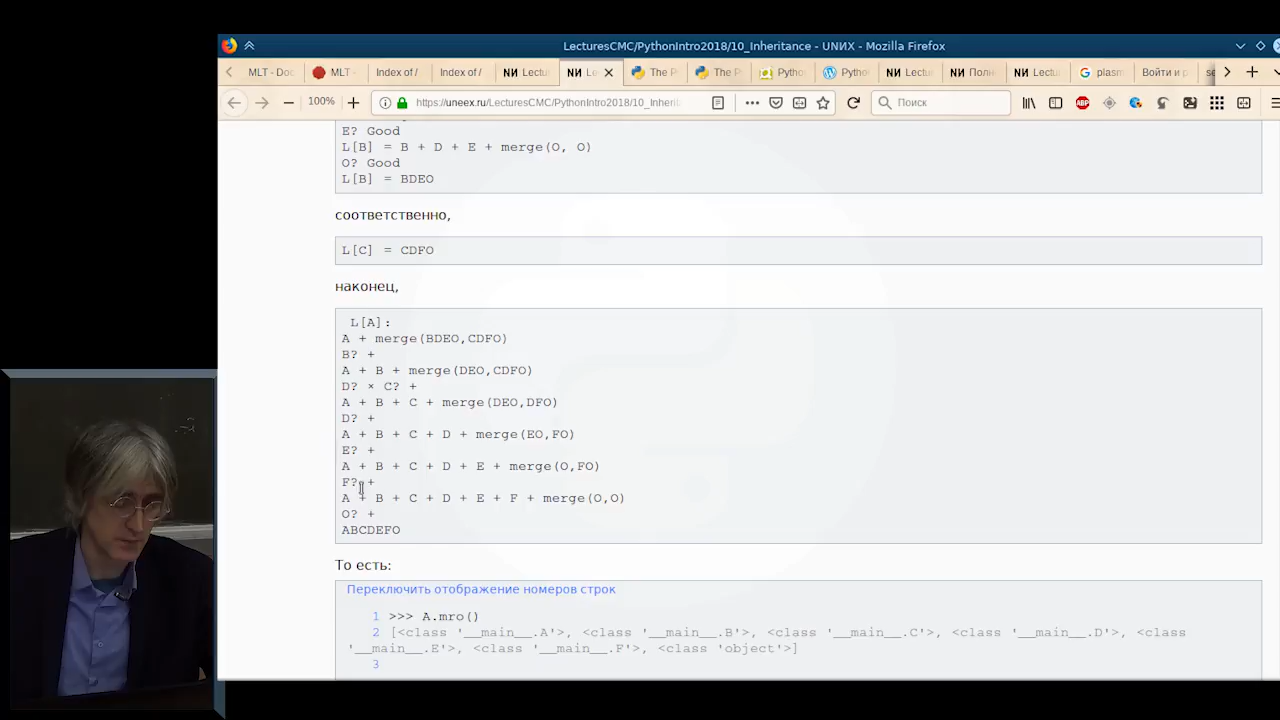 LecturesCMC/PythonIntro2018/10_Inheritance - UNИX - Mozilla Firefox
MLT - Doc
MLT -
Index of /
Index of /
Lectu
Le
The P
The P
Pytho
Pytho
Lectu
Полн
Lectu
plasm
Войти и р
se
100%
https://uneex.ru/LecturesCMC/PythonIntro2018/10_Inherit
Поиск
E? Good
L[B] = B + D + E + merge(O, O)
O? Good
L[B] = BDEO
соответственно,
L[C] = CDFO
наконец,
L[A]:
A + merge(BDEO,CDFO)
B? +
A + B + merge(DEO,CDFO)
D? × C? +
A + B + C + merge(DEO,DFO)
D? +
A + B + C + D + merge(EO,FO)
E? +
A + B + C + D + E + merge(O,FO)
F? +
A + B + C + D + E + F + merge(O,O)
O? +
ABCDEFO
То есть:
Переключить отображение номеров строк
1 >>> A.mro()
2 [<class '__main__.A'>, <class '__main__.B'>, <class '__main__.C'>, <class '__main__.D'>, <class
'__main__.E'>, <class '__main__.F'>, <class 'object'>]
3